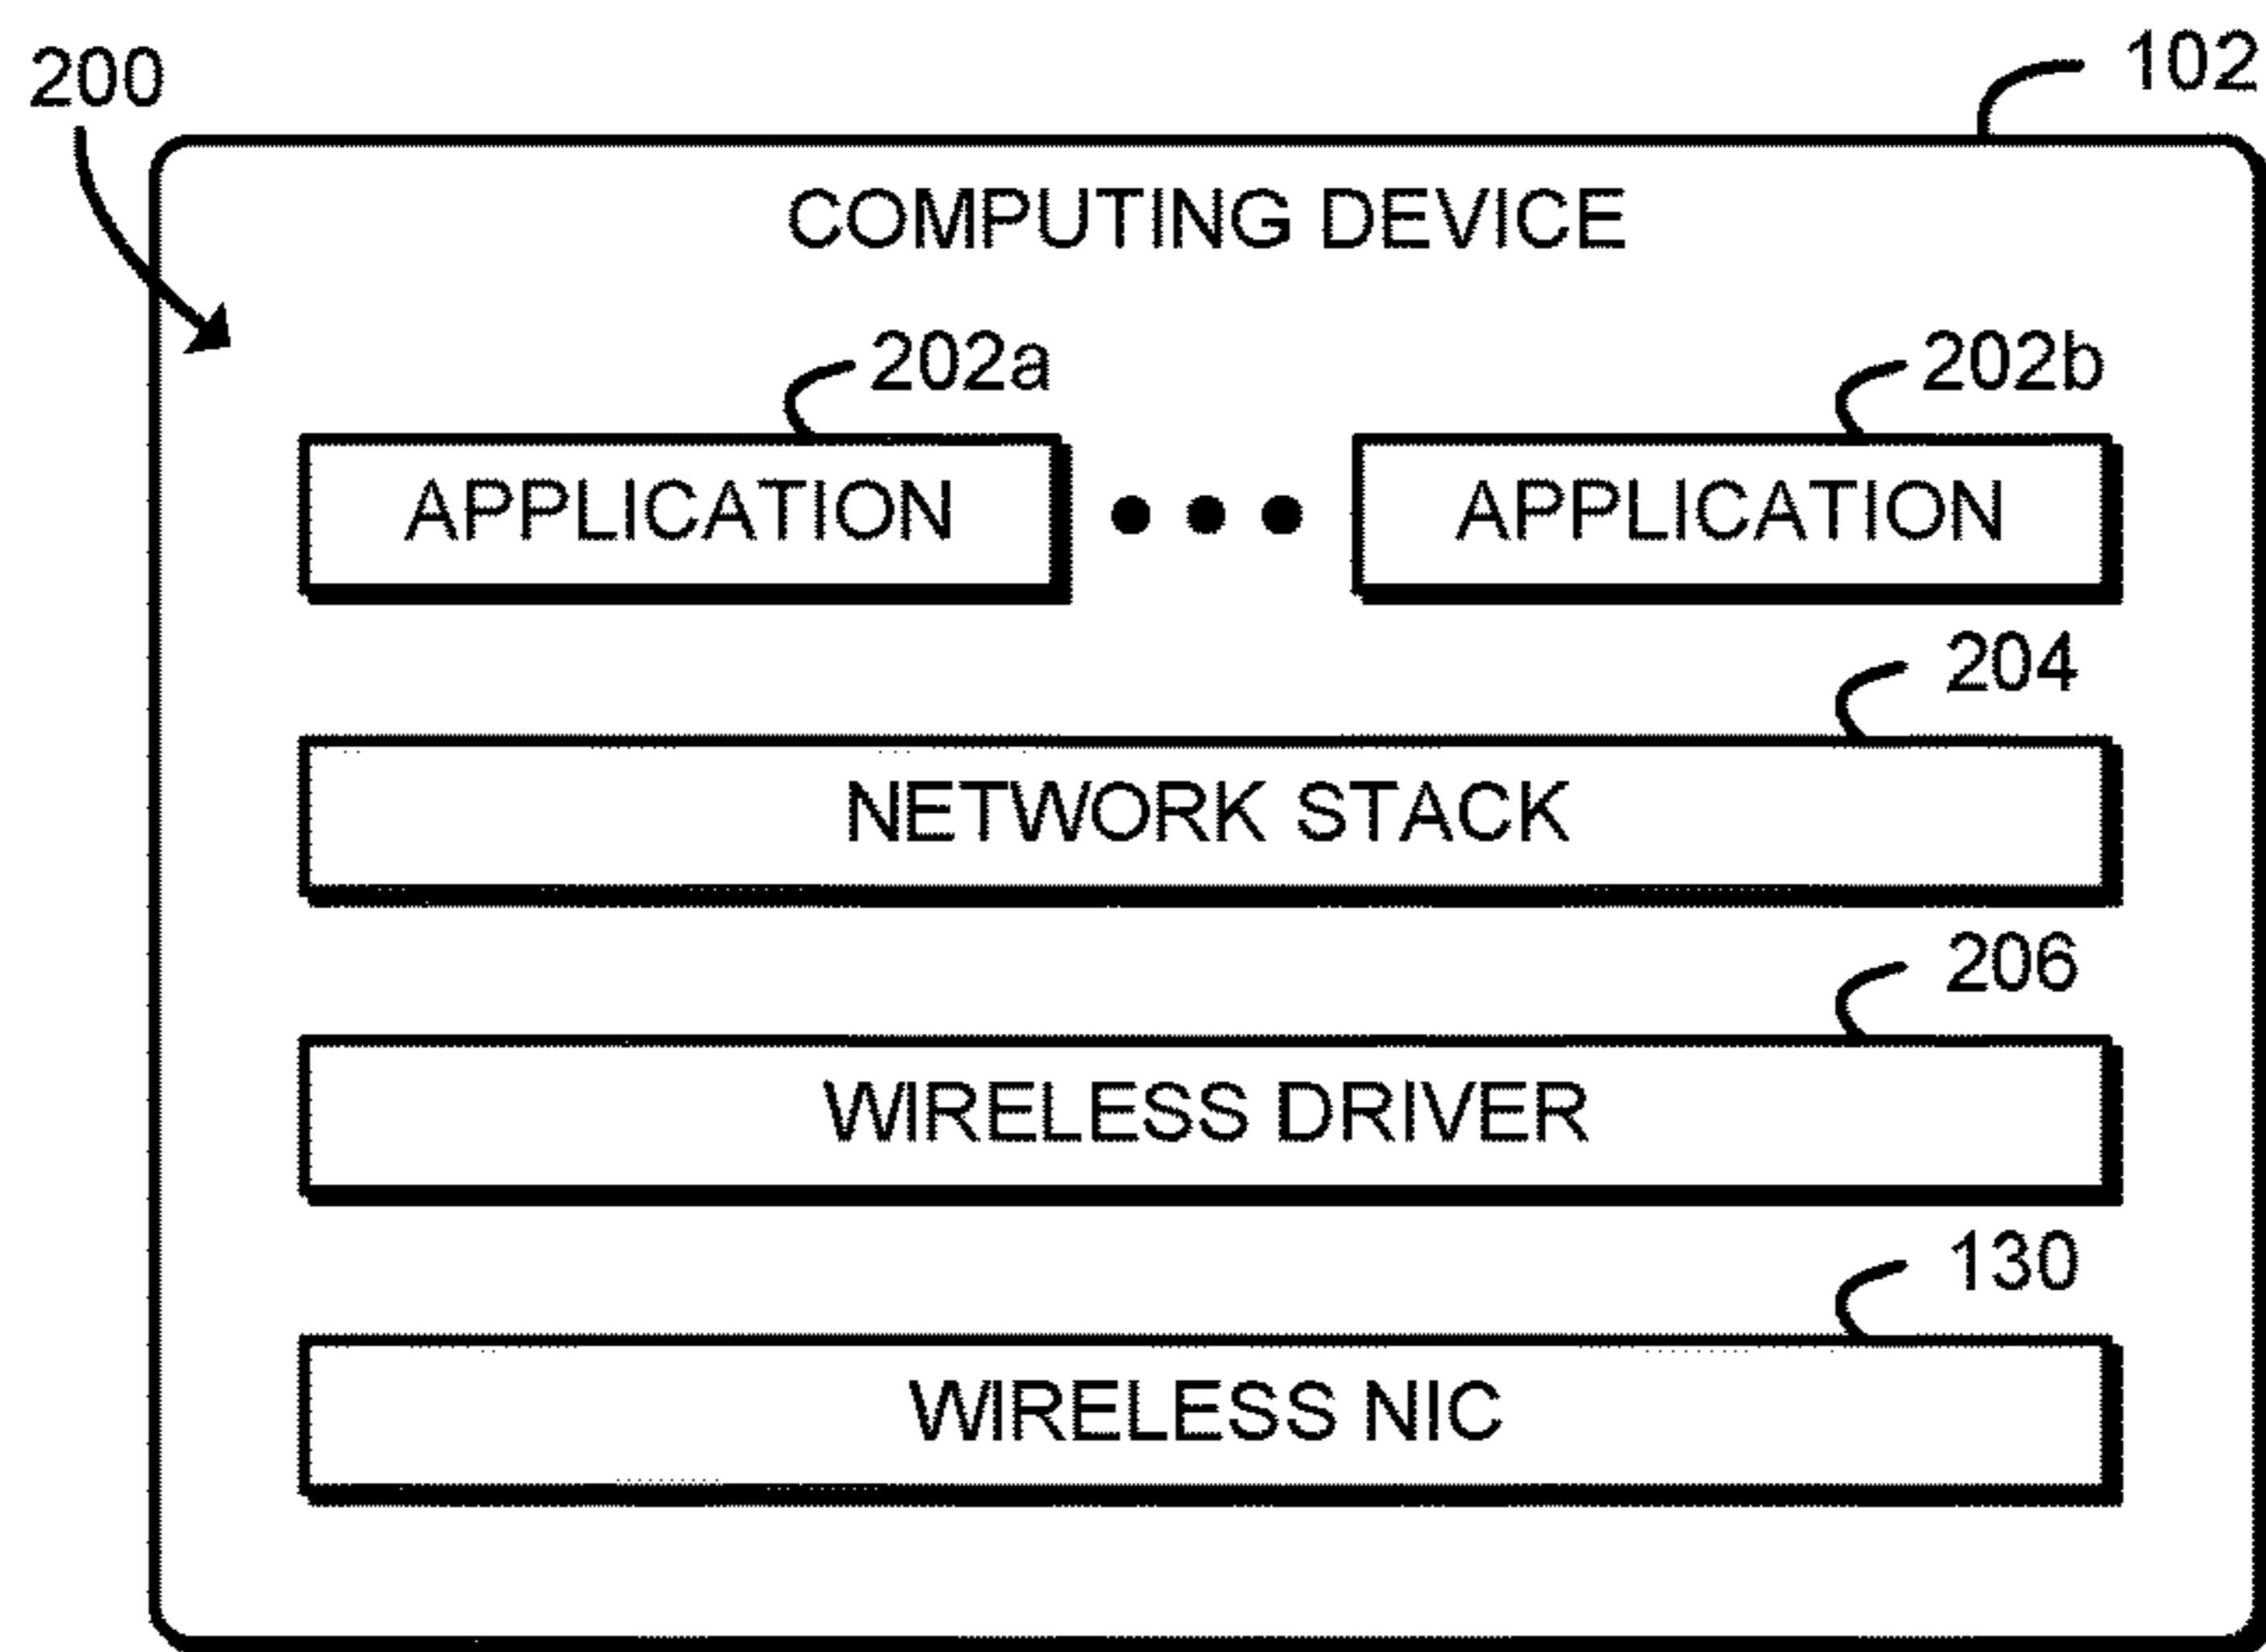 200
102
COMPUTING DEVICE
202a
202b
APPLICATION
APPLICATION
204
NETWORK STACK
206
WIRELESS DRIVER
130
WIRELESS NIC